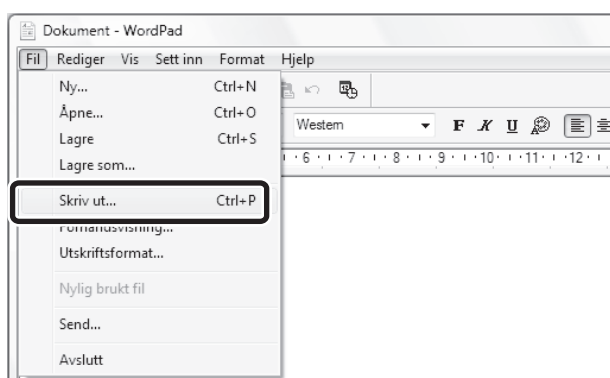 Dokument - WordPad
Fil Rediger Vis Sett inn Format Hjelp
Ny... Ctrl+N
Åpne... Ctrl+O
Western F K U
Lagre Ctrl+S
· 6 · · · 7 · · · 8 · · · 9 · · · 10 · · · 11 · · · 12 ·
Lagre som...
Skriv ut... Ctrl+P
Forhåndsvisning...
Utskriftsformat...
Nylig brukt fil
Send...
Avslutt